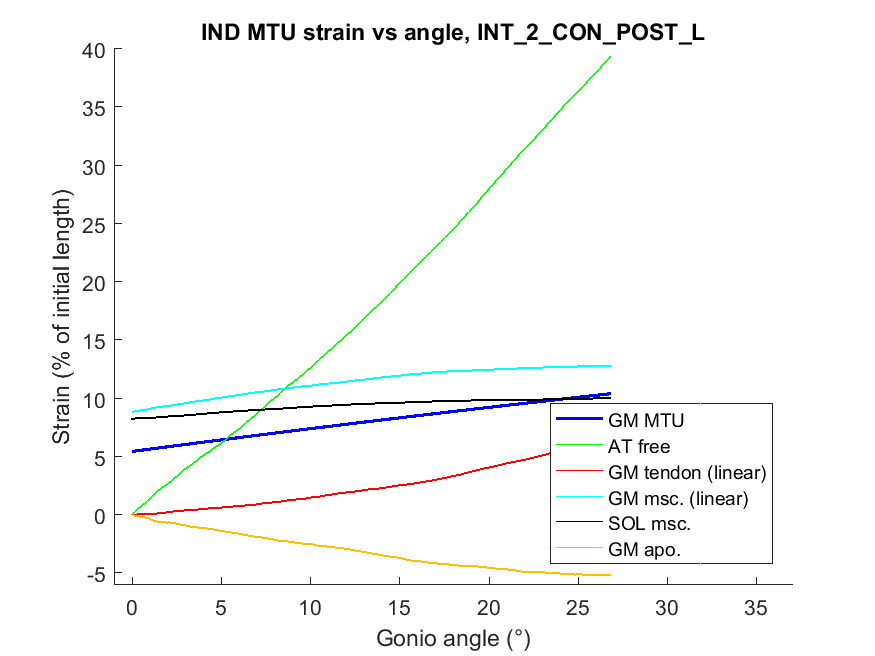 IND MTU strain vs angle, INT_2_CON_POST_L
40
35
30
25
20
15
10
5
0
-5
Strain (% of initial length)
GM MTU
AT free
GM tendon (linear)
GM msc. (linear)
SOL msc.
GM apo.
0 5 10 15 20 25 30 35
Gonio angle (°)